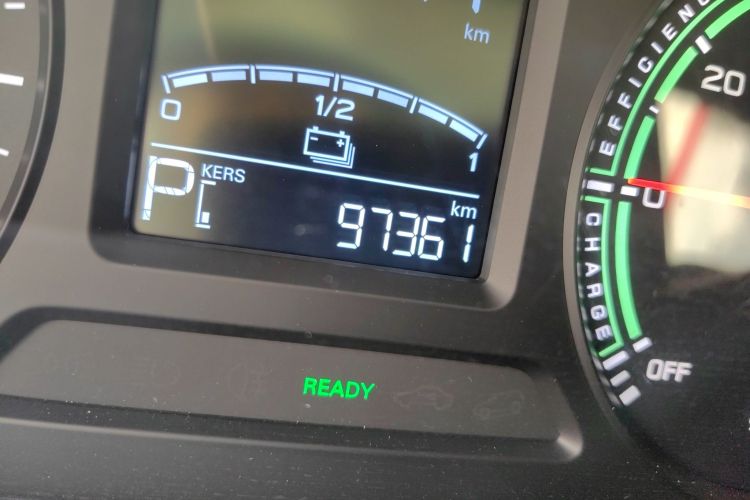 km
0 1/2 1
P KERS
97361 km
READY
EFFICIENCY
20
0
CHARGE
OFF